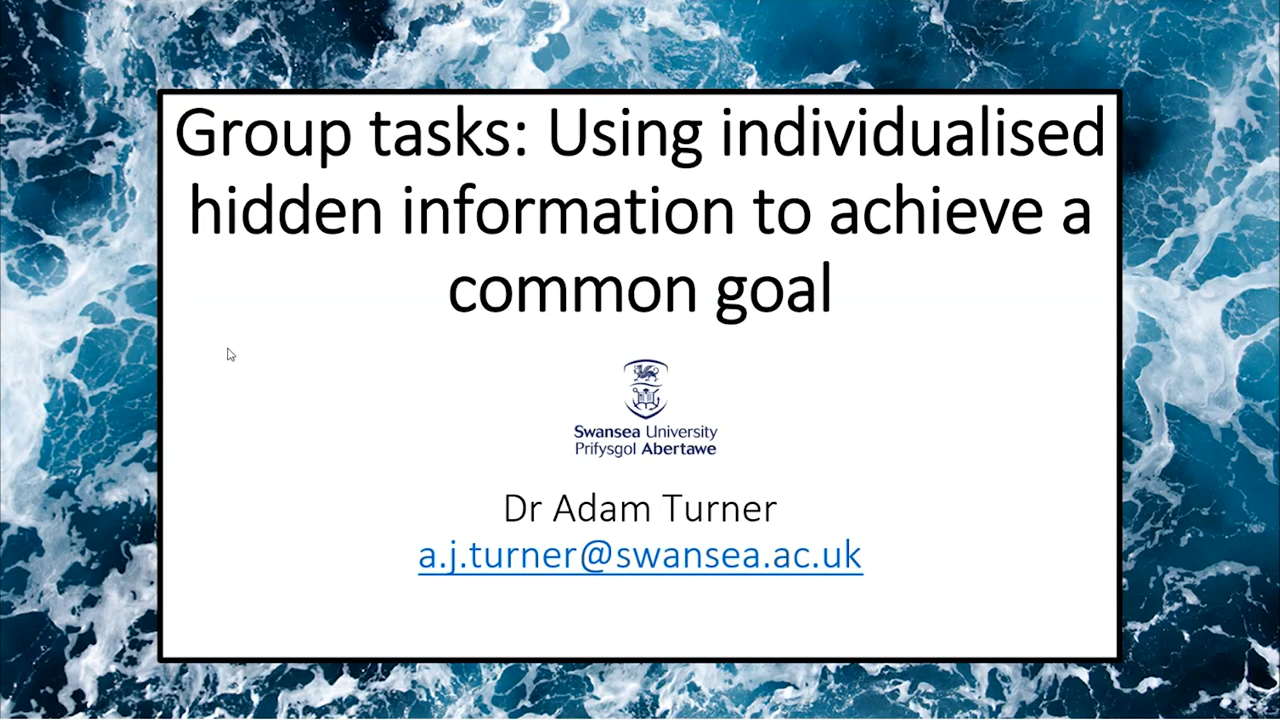 Group tasks: Using individualised
hidden information to achieve a
common goal
Swansea University
Prifysgol Abertawe
Dr Adam Turner
a.j.turner@swansea.ac.uk